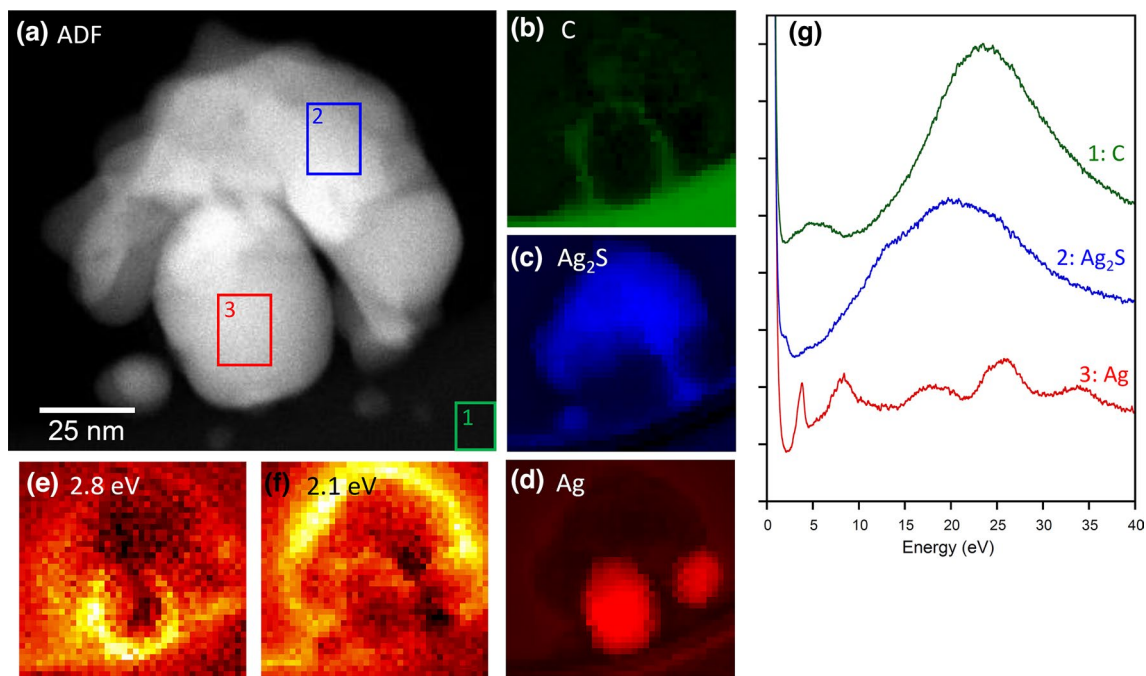 (a) ADF
2
3
1
25 nm
(b) C
(c) Ag₂S
(d) Ag
(e) 2.8 eV
(f) 2.1 eV
(g)
1: C
2: Ag₂S
3: Ag
0 5 10 15 20 25 30 35 40
Energy (eV)